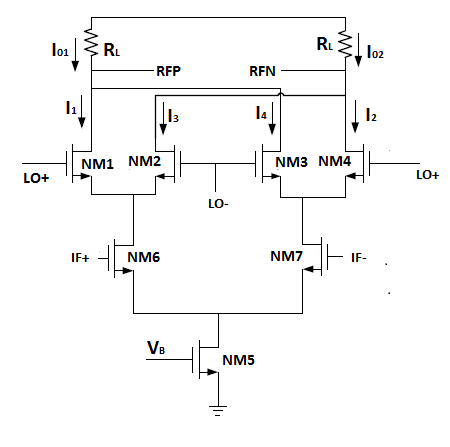 I01 RL RL I02
RFP RFN
I1 I3 I4 I2
NM1 NM2 NM3 NM4
LO+ LO- LO+
IF+ NM6 NM7 IF-
VB NM5